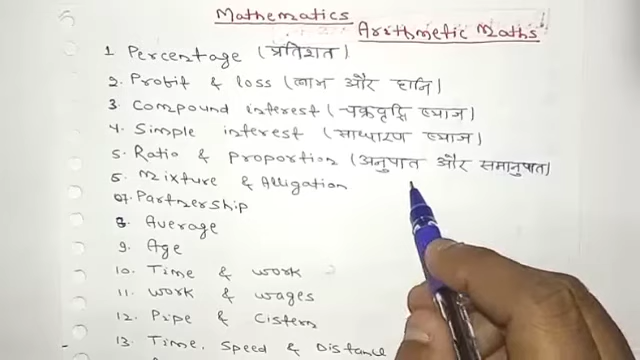 Mathematics
Arithmetic Maths
1 Percentage (प्रतिशत)
2. Profit & loss (लाभ और हानि)
3. Compound interest (चक्रवृद्धि ब्याज)
4. Simple interest (साधारण ब्याज)
5. Ratio & proportion (अनुपात और समानुपात)
5. Mixture & Alligation
07. Partnership
8. Average
9. Age
10. Time & work
11. Work & wages
12. Pipe & Cistern
13. Time, Speed & Distance